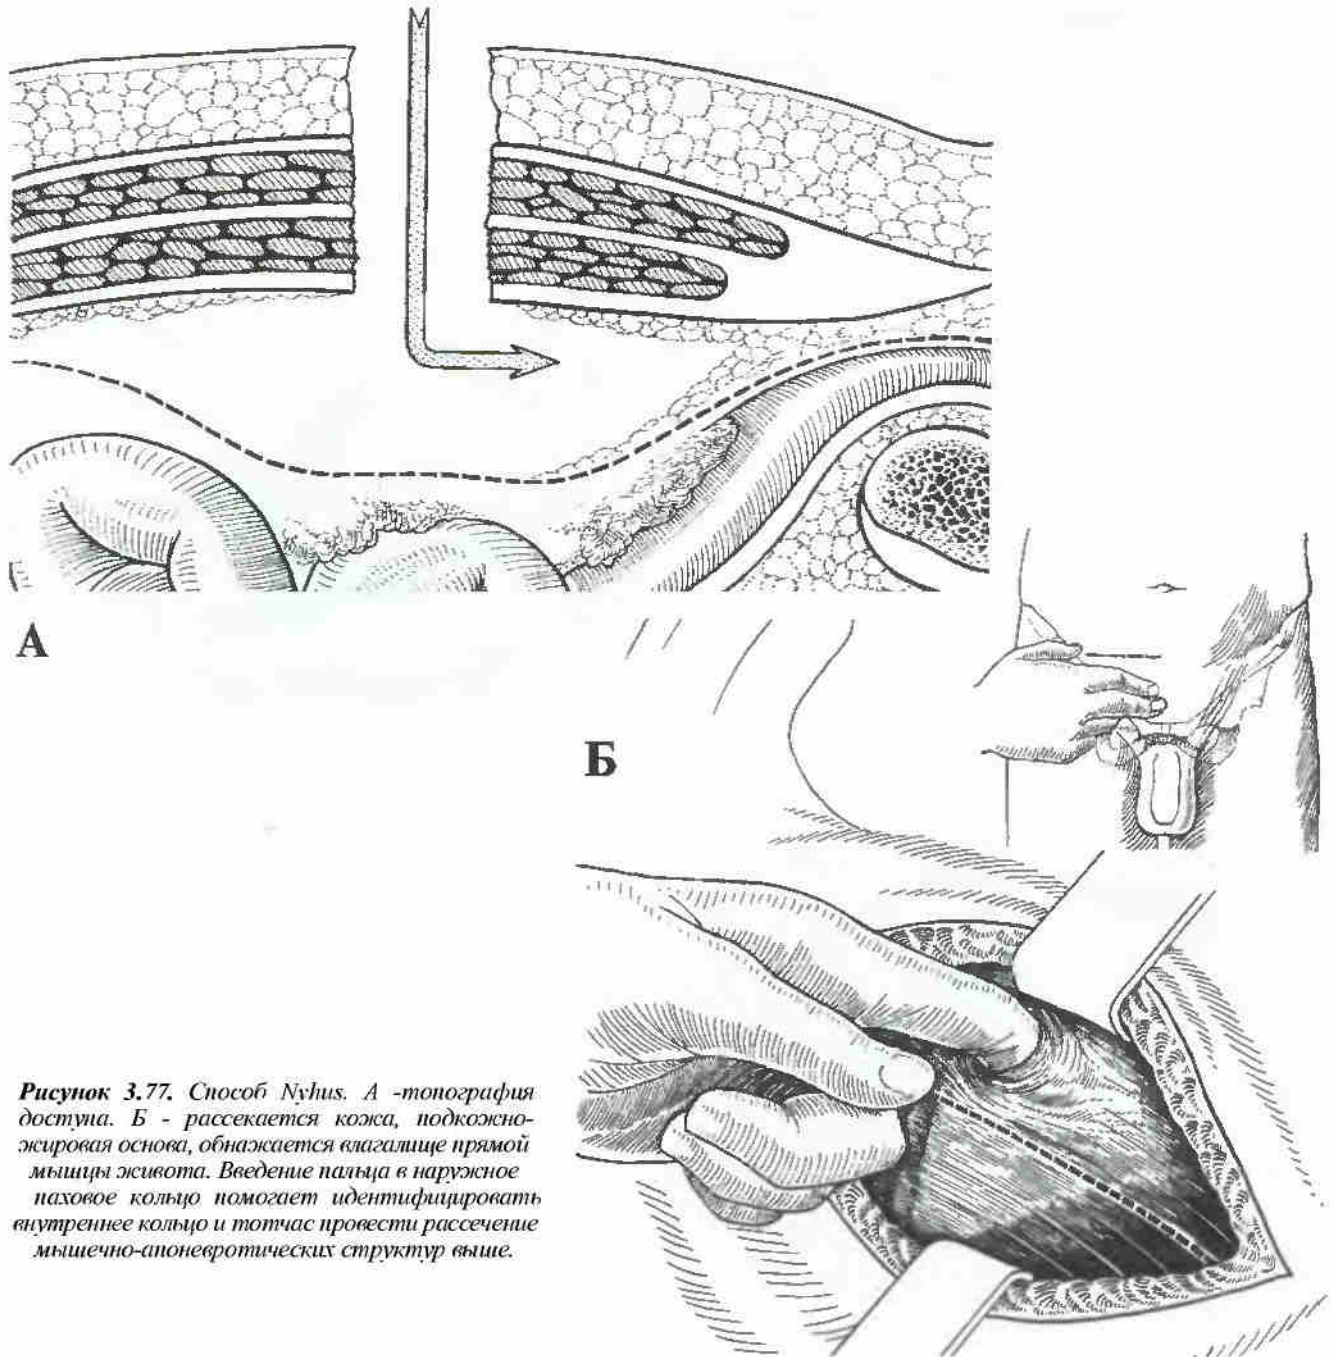 А
Б
Рисунок 3.77. Способ Nyhus. А -топография
доступа. Б - рассекается кожа, подкожно-
жировая основа, обнажается влагалище прямой
мышцы живота. Введение пальца в наружное
паховое кольцо помогает идентифицировать
внутреннее кольцо и тотчас провести рассечение
мышечно-апоневротических структур выше.